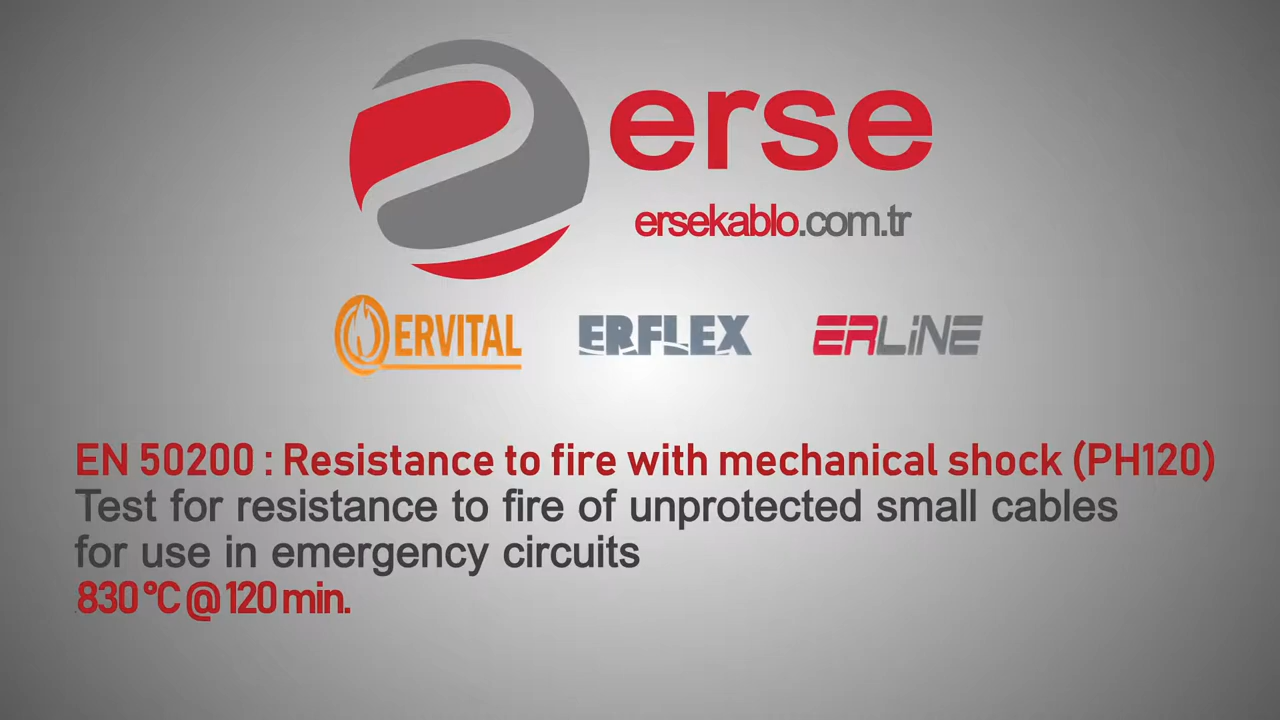 erse
ersekablo.com.tr
ERVITAL
ERFLEX
ERLINE
EN 50200 : Resistance to fire with mechanical shock (PH120)
Test for resistance to fire of unprotected small cables
for use in emergency circuits
830 °C @ 120 min.